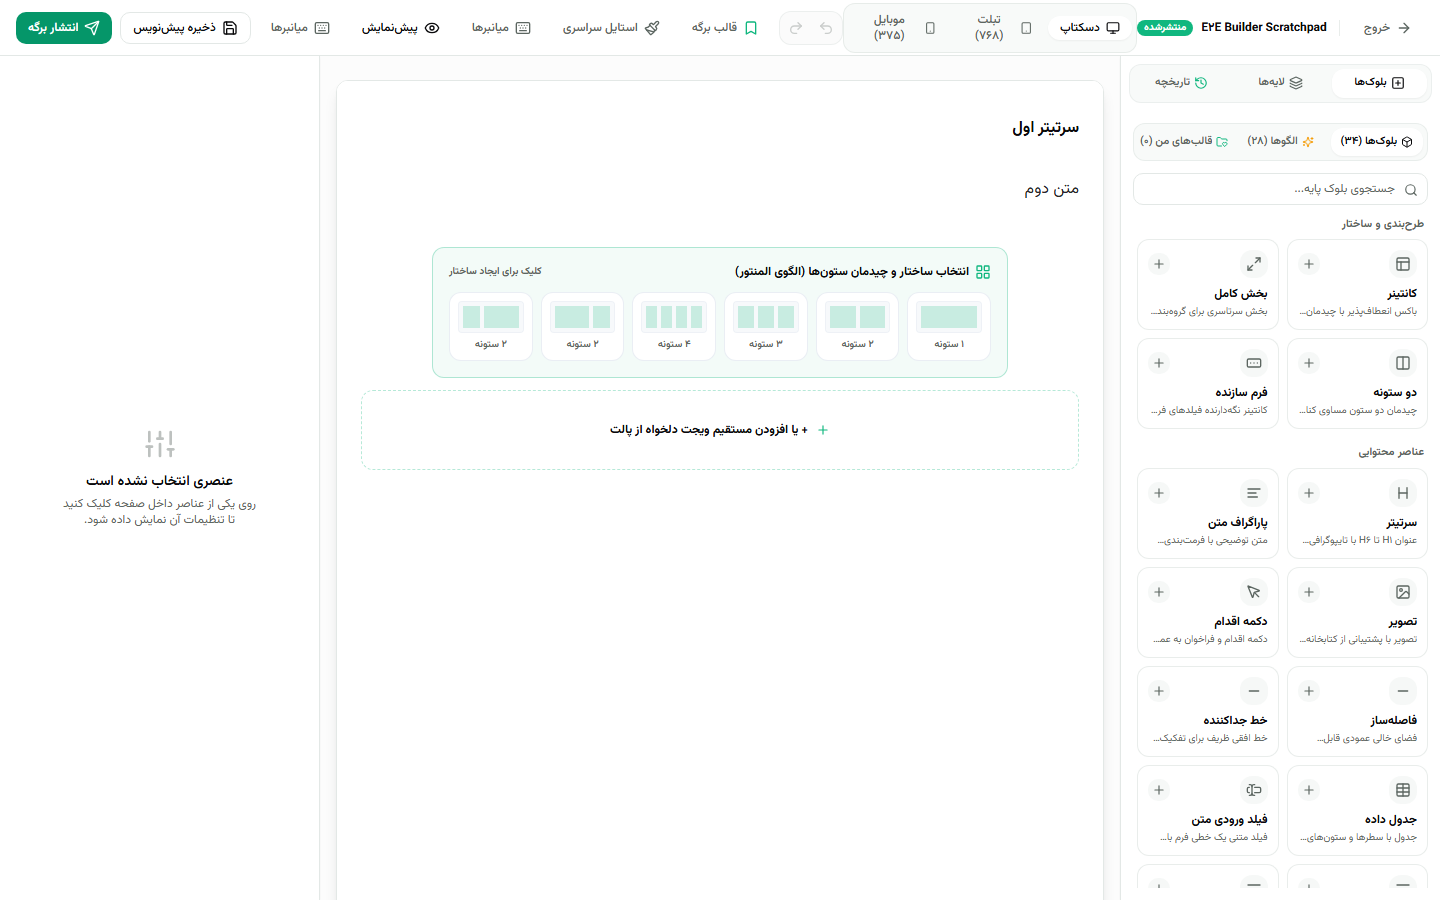 خروج
E۲E Builder Scratchpad
منتشرشده
دسکتاپ
تبلت (۷۶۸)
موبایل (۳۷۵)
قالب برگه
استایل سراسری
میانبرها
پیش‌نمایش
میانبرها
ذخیره پیش‌نویس
انتشار برگه
بلوک‌ها
لایه‌ها
تاریخچه
بلوک‌ها (۳۴)
الگوها (۲۸)
قالب‌های من (۰)
جستجوی بلوک پایه...
طرح‌بندی و ساختار
کانتینر
باکس انعطاف‌پذیر با چیدمان...
بخش کامل
بخش سرتاسری برای گروه‌بند...
دو ستونه
چیدمان دو ستون مساوی کنا...
فرم سازنده
کانتینر نگه‌دارنده فیلدهای فر...
عناصر محتوایی
سرتیتر
عنوان H۱ تا H۶ با تایپوگرافی...
پاراگراف متن
متن توضیحی با فرمت‌بندی...
تصویر
تصویر با پشتیبانی از کتابخانه...
دکمه اقدام
دکمه اقدام و فراخوان به عمـ...
فاصله‌ساز
فضای خالی عمودی قابل...
خط جداکننده
خط افقی ظریف برای تفکیک...
جدول داده
جدول با سطرها و ستون‌های...
فیلد ورودی متن
فیلد متنی یک خطی فرم با...
سرتیتر اول
متن دوم
انتخاب ساختار و چیدمان ستون‌ها (الگوی المنتور)
کلیک برای ایجاد ساختار
۱ ستونه
۲ ستونه
۳ ستونه
۴ ستونه
۲ ستونه
۲ ستونه
+ یا افزودن مستقیم ویجت دلخواه از پالت
عنصری انتخاب نشده است
روی یکی از عناصر داخل صفحه کلیک کنید
تا تنظیمات آن نمایش داده شود.